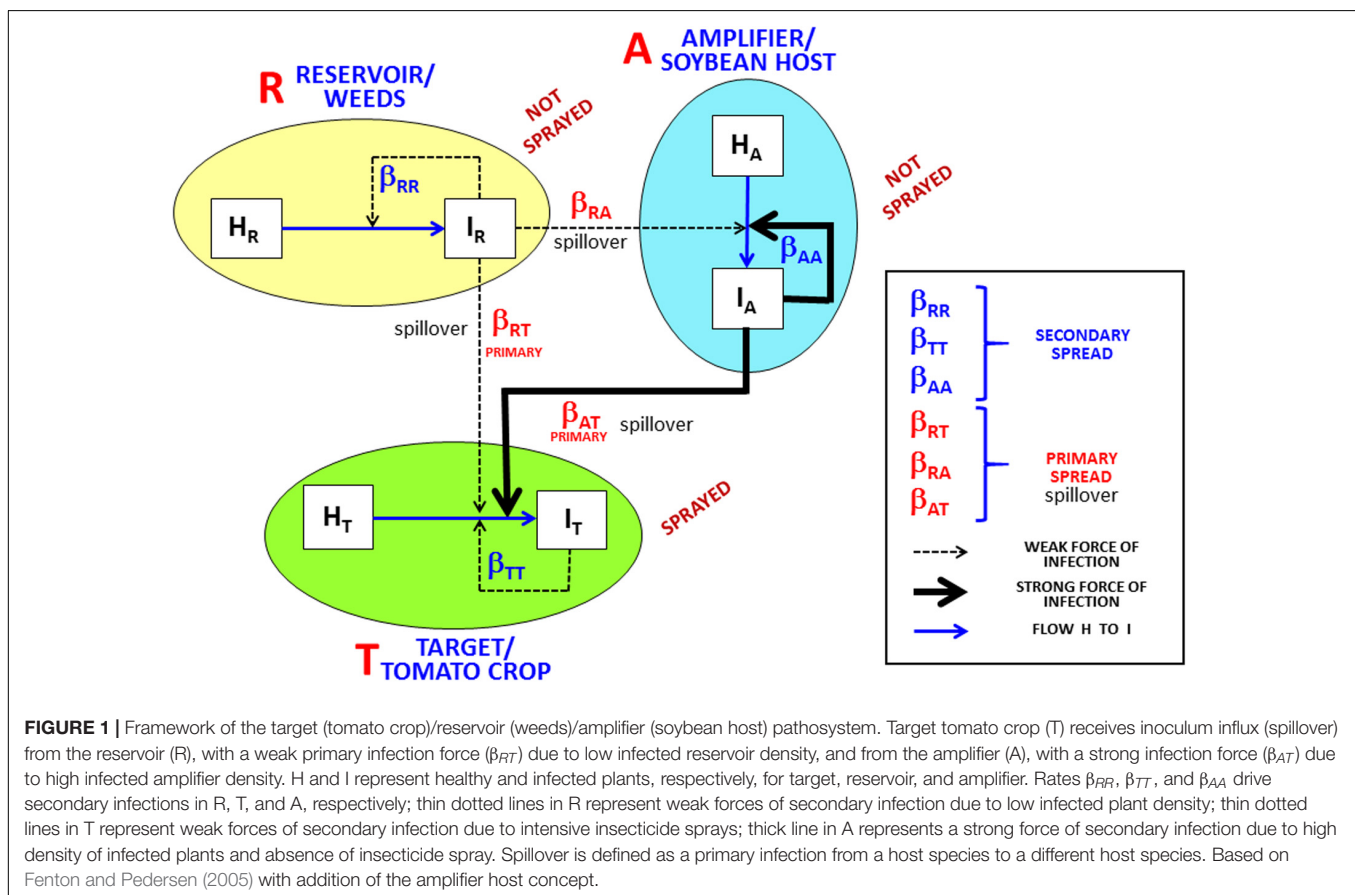 A AMPLIFIER/
SOYBEAN HOST
R RESERVOIR/
WEEDS
NOT
SPRAYED
H_A
NOT
SPRAYED
β_RR
H_R
I_R
β_RA
spillover
β_AA
I_A
spillover
β_RT
PRIMARY
β_AT
PRIMARY
spillover
H_T
I_T
SPRAYED
β_TT
T TARGET/
TOMATO CROP
β_RR
β_TT
β_AA
SECONDARY
SPREAD
β_RT
β_RA
β_AT
PRIMARY
SPREAD
spillover
WEAK FORCE OF
INFECTION
STRONG FORCE OF
INFECTION
FLOW H TO I
FIGURE 1 | Framework of the target (tomato crop)/reservoir (weeds)/amplifier (soybean host) pathosystem. Target tomato crop (T) receives inoculum influx (spillover)
from the reservoir (R), with a weak primary infection force (β_RT) due to low infected reservoir density, and from the amplifier (A), with a strong infection force (β_AT) due
to high infected amplifier density. H and I represent healthy and infected plants, respectively, for target, reservoir, and amplifier. Rates β_RR, β_TT, and β_AA drive
secondary infections in R, T, and A, respectively; thin dotted lines in R represent weak forces of secondary infection due to low infected plant density; thin dotted
lines in T represent weak forces of secondary infection due to intensive insecticide sprays; thick line in A represents a strong force of secondary infection due to high
density of infected plants and absence of insecticide spray. Spillover is defined as a primary infection from a host species to a different host species. Based on
Fenton and Pedersen (2005) with addition of the amplifier host concept.